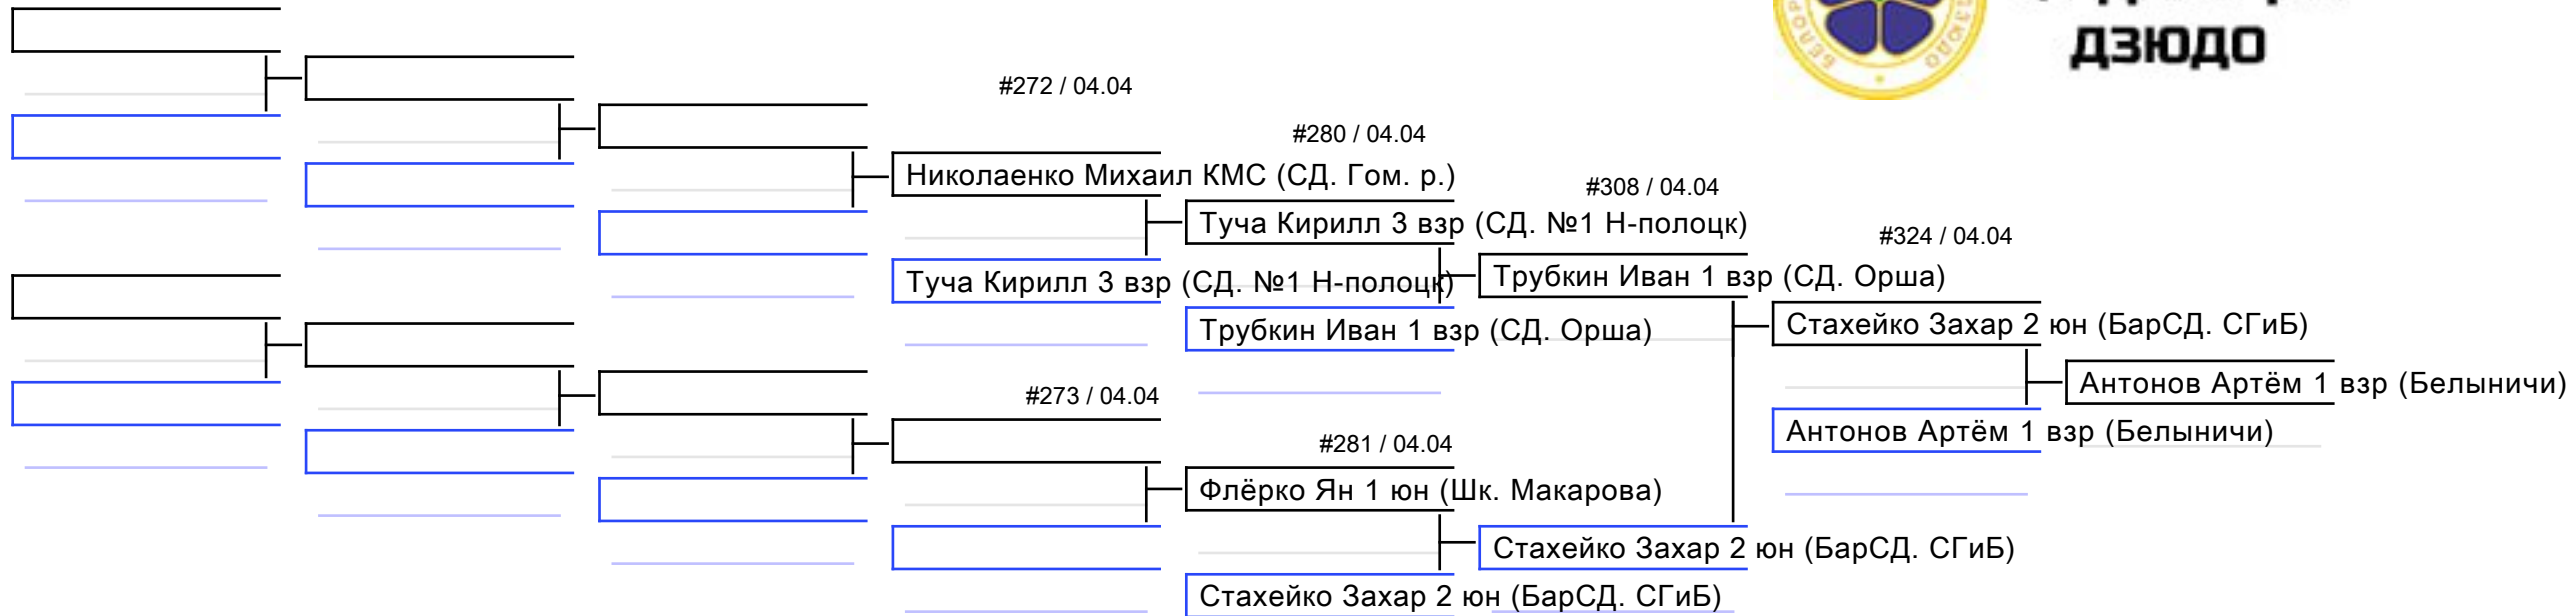 ДЗЮДО
#272 / 04.04
#280 / 04.04
Николаенко Михаил КМС (СД. Гом. р.)
#308 / 04.04
Туча Кирилл 3 взр (СД. №1 Н-полоцк)
#324 / 04.04
Туча Кирилл 3 взр (СД. №1 Н-полоцк)
Трубкин Иван 1 взр (СД. Орша)
Трубкин Иван 1 взр (СД. Орша)
Стахейко Захар 2 юн (БарСД. СГиБ)
#273 / 04.04
Антонов Артём 1 взр (Белыничи)
#281 / 04.04
Антонов Артём 1 взр (Белыничи)
Флёрко Ян 1 юн (Шк. Макарова)
Стахейко Захар 2 юн (БарСД. СГиБ)
Стахейко Захар 2 юн (БарСД. СГиБ)